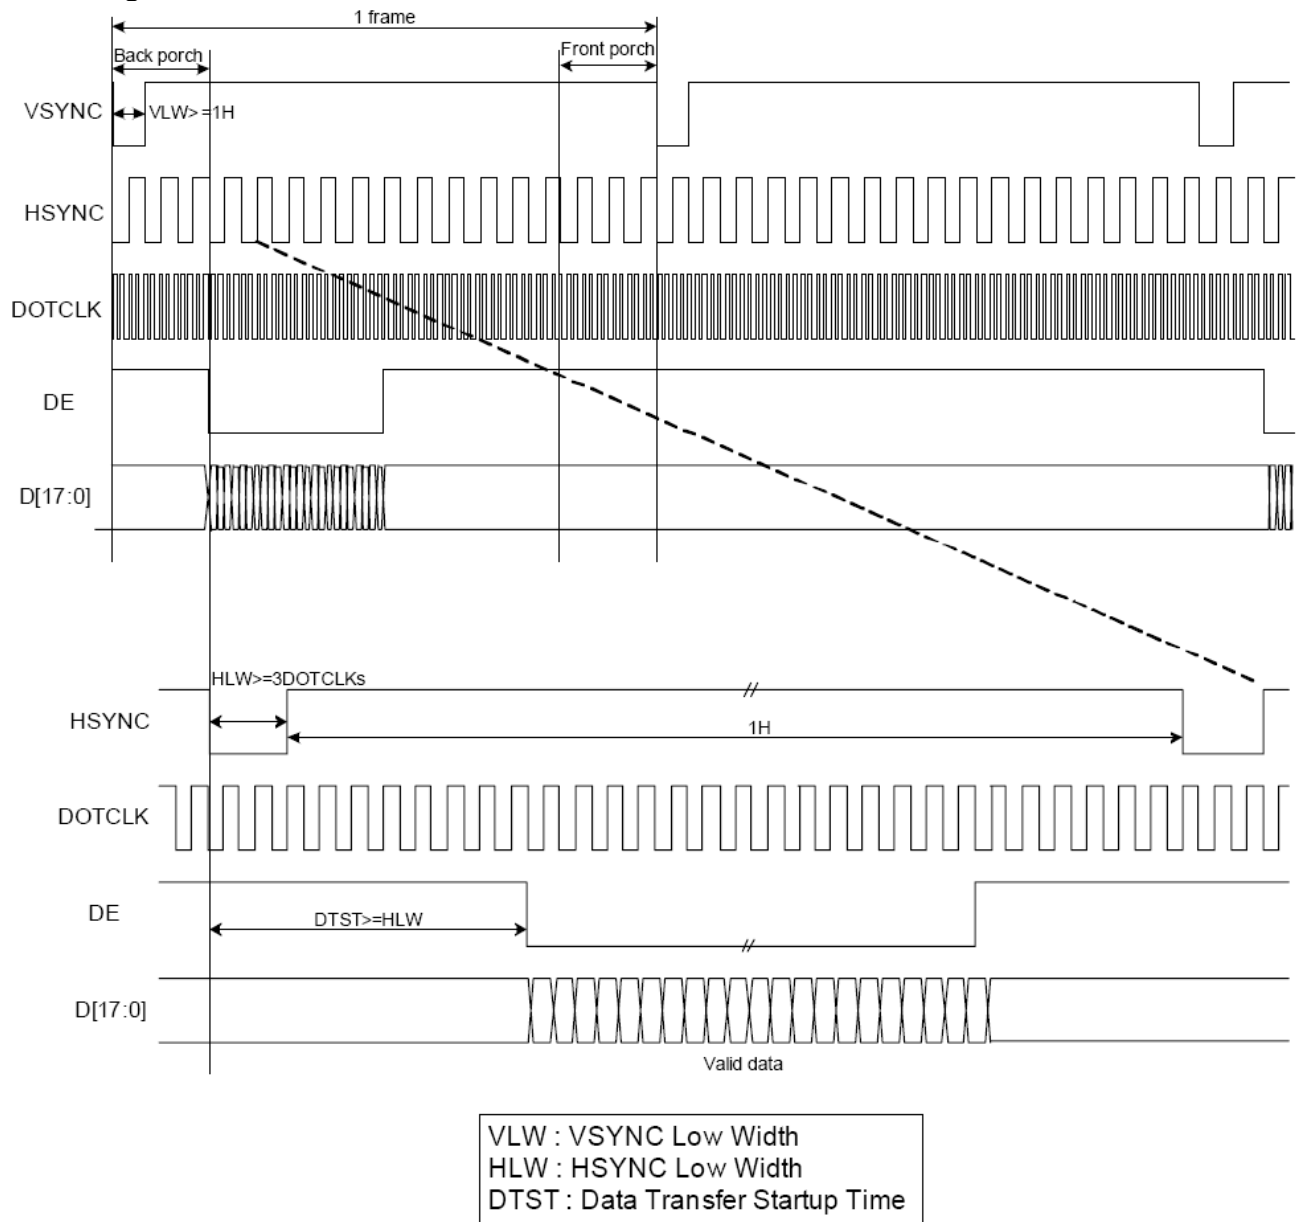 1 frame
Back porch
Front porch
VSYNC
VLW>=1H
HSYNC
DOTCLK
DE
D[17:0]
HLW>=3DOTCLKs
HSYNC
1H
DOTCLK
DE
DTST>=HLW
D[17:0]
Valid data
VLW : VSYNC Low Width
HLW : HSYNC Low Width
DTST : Data Transfer Startup Time